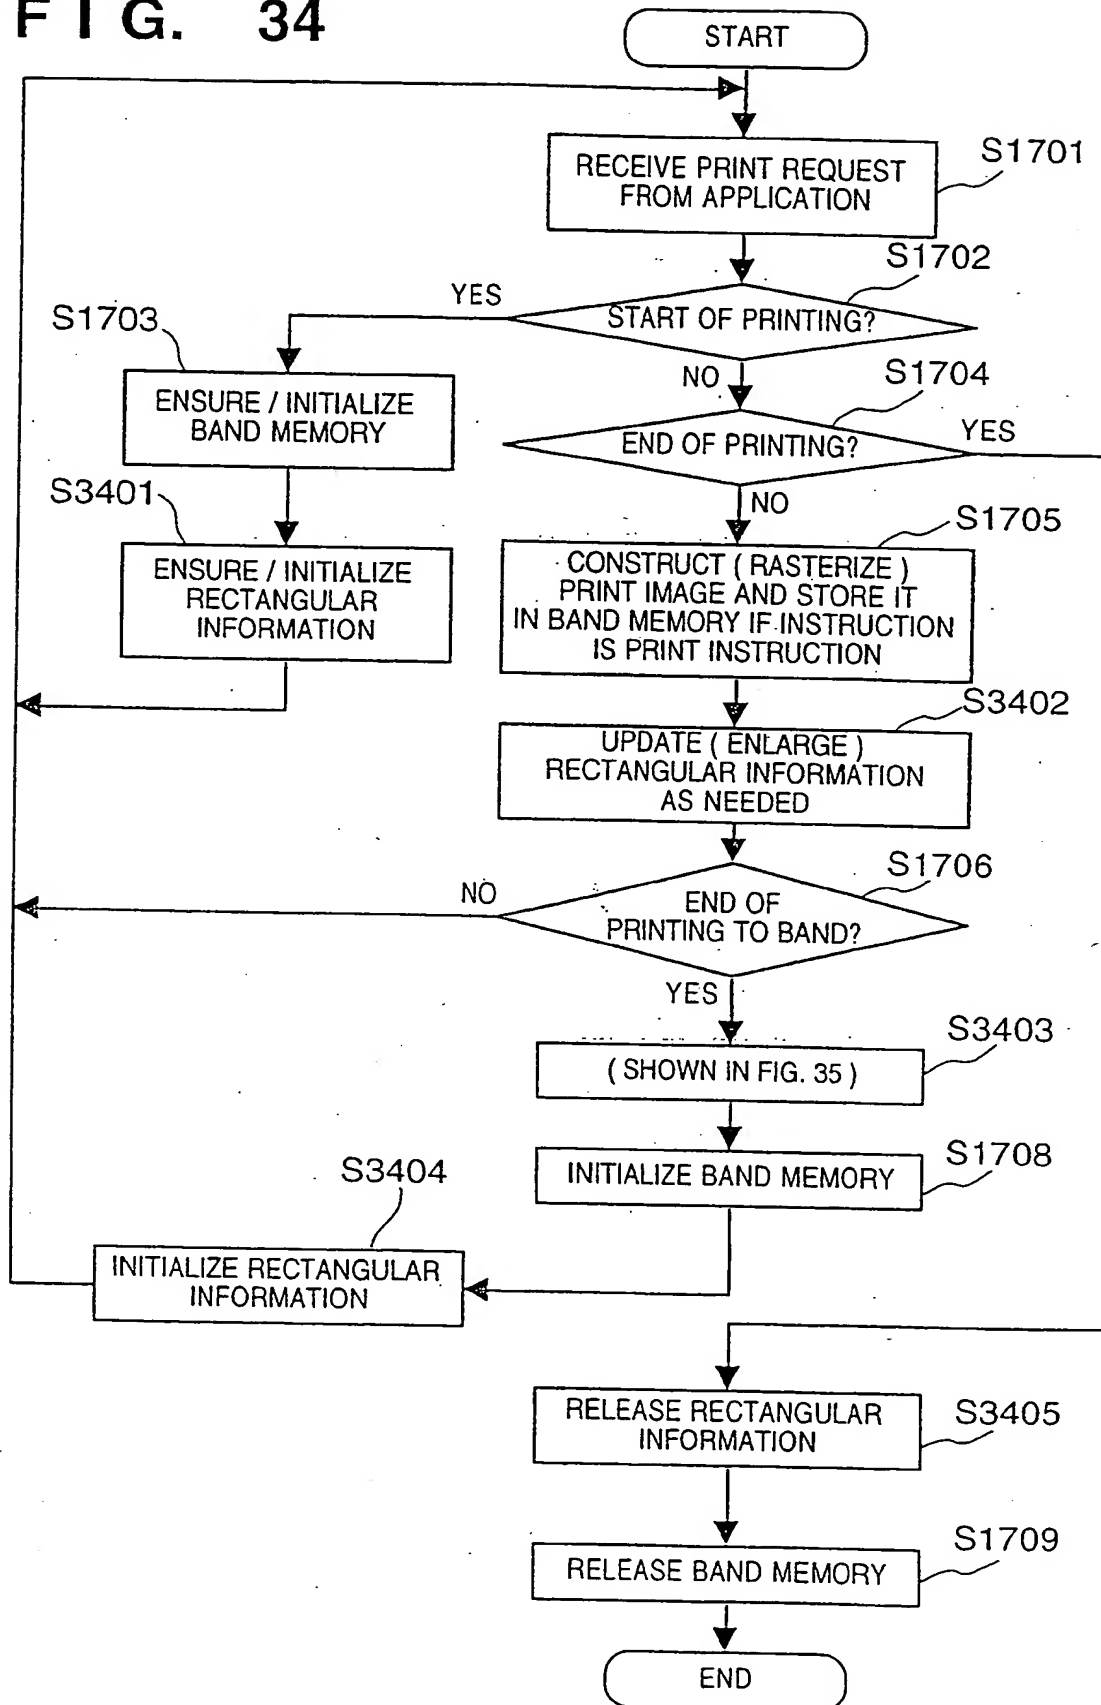 FIG. 34
START
RECEIVE PRINT REQUEST
FROM APPLICATION
S1701
S1702
YES
START OF PRINTING?
S1703
ENSURE / INITIALIZE
BAND MEMORY
NO
S1704
END OF PRINTING?
YES
S3401
NO
ENSURE / INITIALIZE
RECTANGULAR
INFORMATION
S1705
CONSTRUCT ( RASTERIZE )
PRINT IMAGE AND STORE IT
IN BAND MEMORY IF INSTRUCTION
IS PRINT INSTRUCTION
S3402
UPDATE ( ENLARGE )
RECTANGULAR INFORMATION
AS NEEDED
S1706
NO
END OF
PRINTING TO BAND?
YES
S3403
( SHOWN IN FIG. 35 )
S1708
INITIALIZE BAND MEMORY
S3404
INITIALIZE RECTANGULAR
INFORMATION
RELEASE RECTANGULAR
INFORMATION
S3405
S1709
RELEASE BAND MEMORY
END